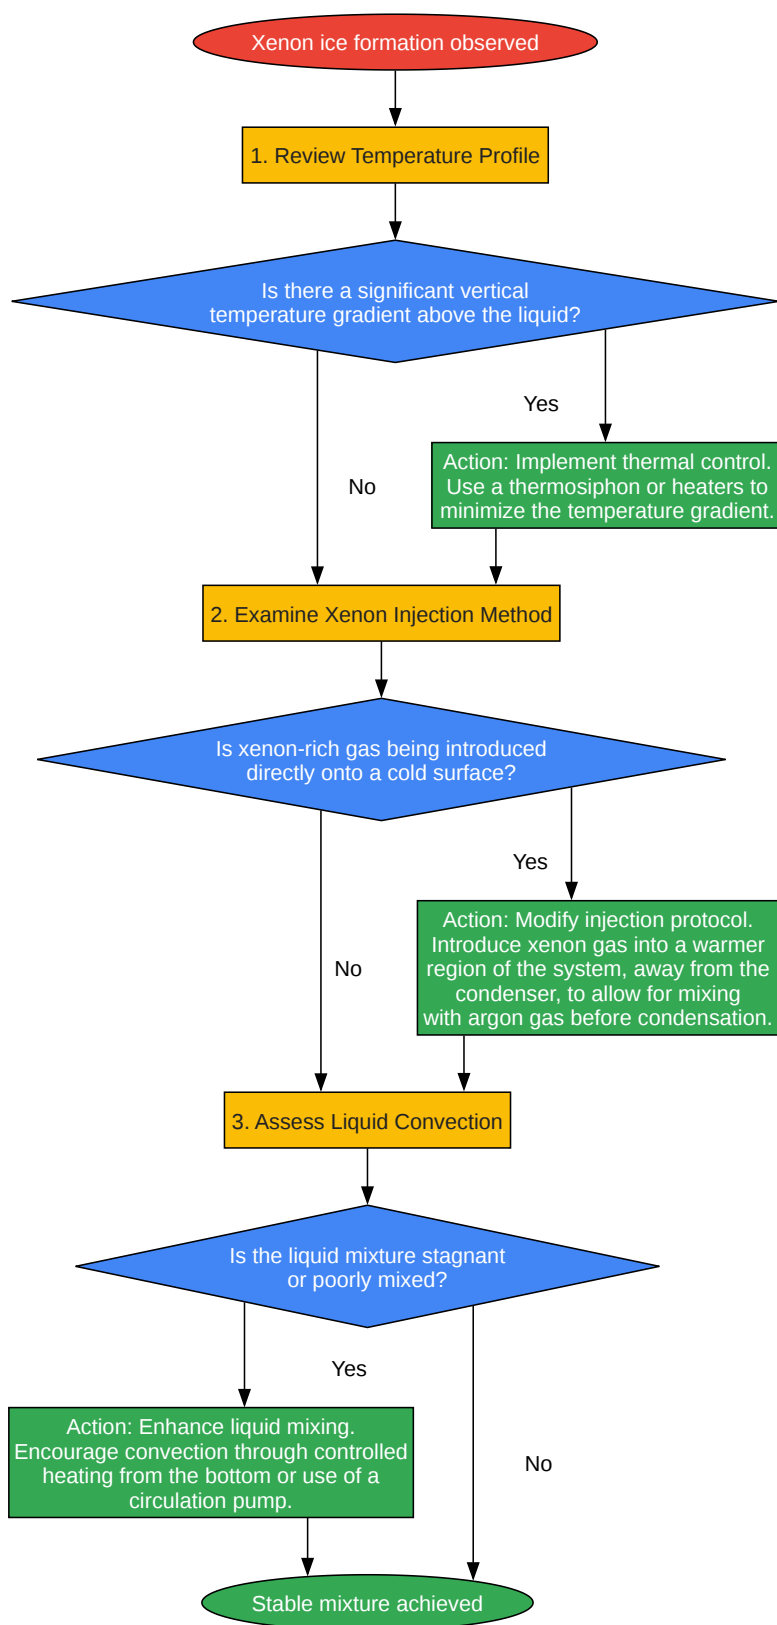 Xenon ice formation observed
1. Review Temperature Profile
Is there a significant vertical
temperature gradient above the liquid?
Yes
Action: Implement thermal control.
Use a thermosiphon or heaters to
minimize the temperature gradient.
No
2. Examine Xenon Injection Method
Is xenon-rich gas being introduced
directly onto a cold surface?
Yes
Action: Modify injection protocol.
Introduce xenon gas into a warmer
region of the system, away from the
condenser, to allow for mixing
with argon gas before condensation.
No
3. Assess Liquid Convection
Is the liquid mixture stagnant
or poorly mixed?
Yes
Action: Enhance liquid mixing.
Encourage convection through controlled
heating from the bottom or use of a
circulation pump.
No
Stable mixture achieved